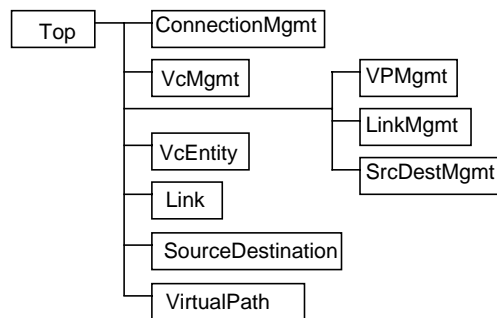 Top
ConnectionMgmt
VcMgmt
VPMgmt
LinkMgmt
VcEntity
SrcDestMgmt
Link
SourceDestination
VirtualPath